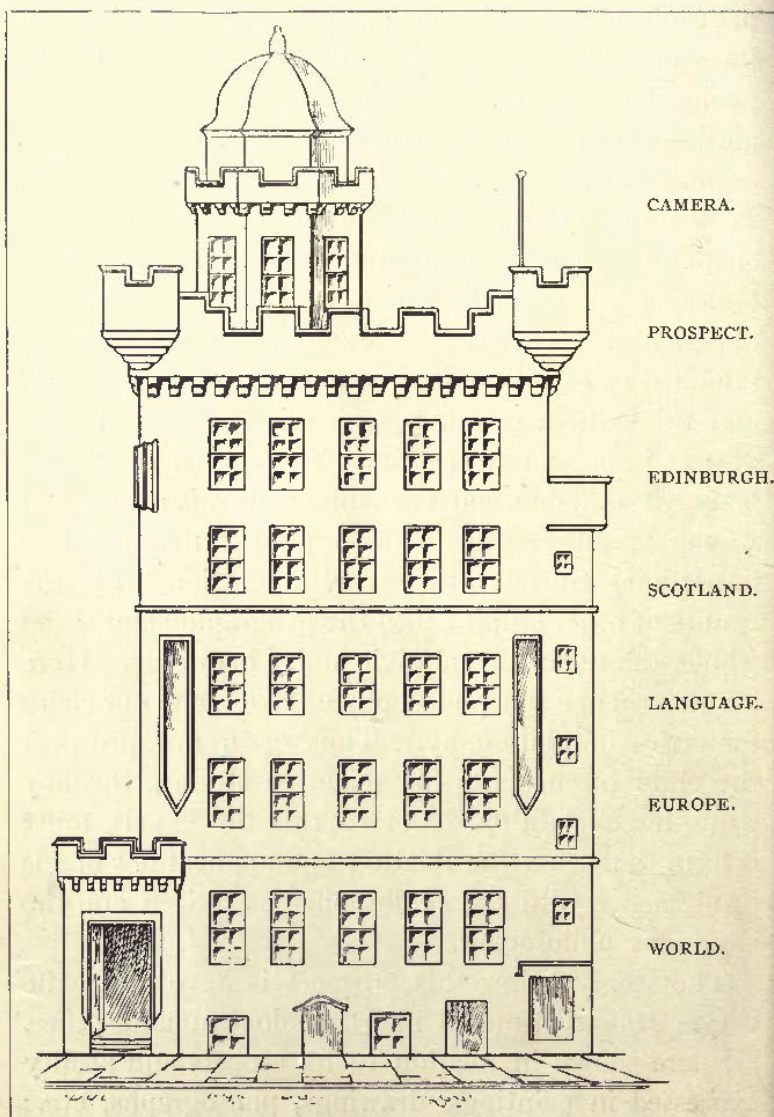 CAMERA.
PROSPECT.
EDINBURGH.
SCOTLAND.
LANGUAGE.
EUROPE.
WORLD.